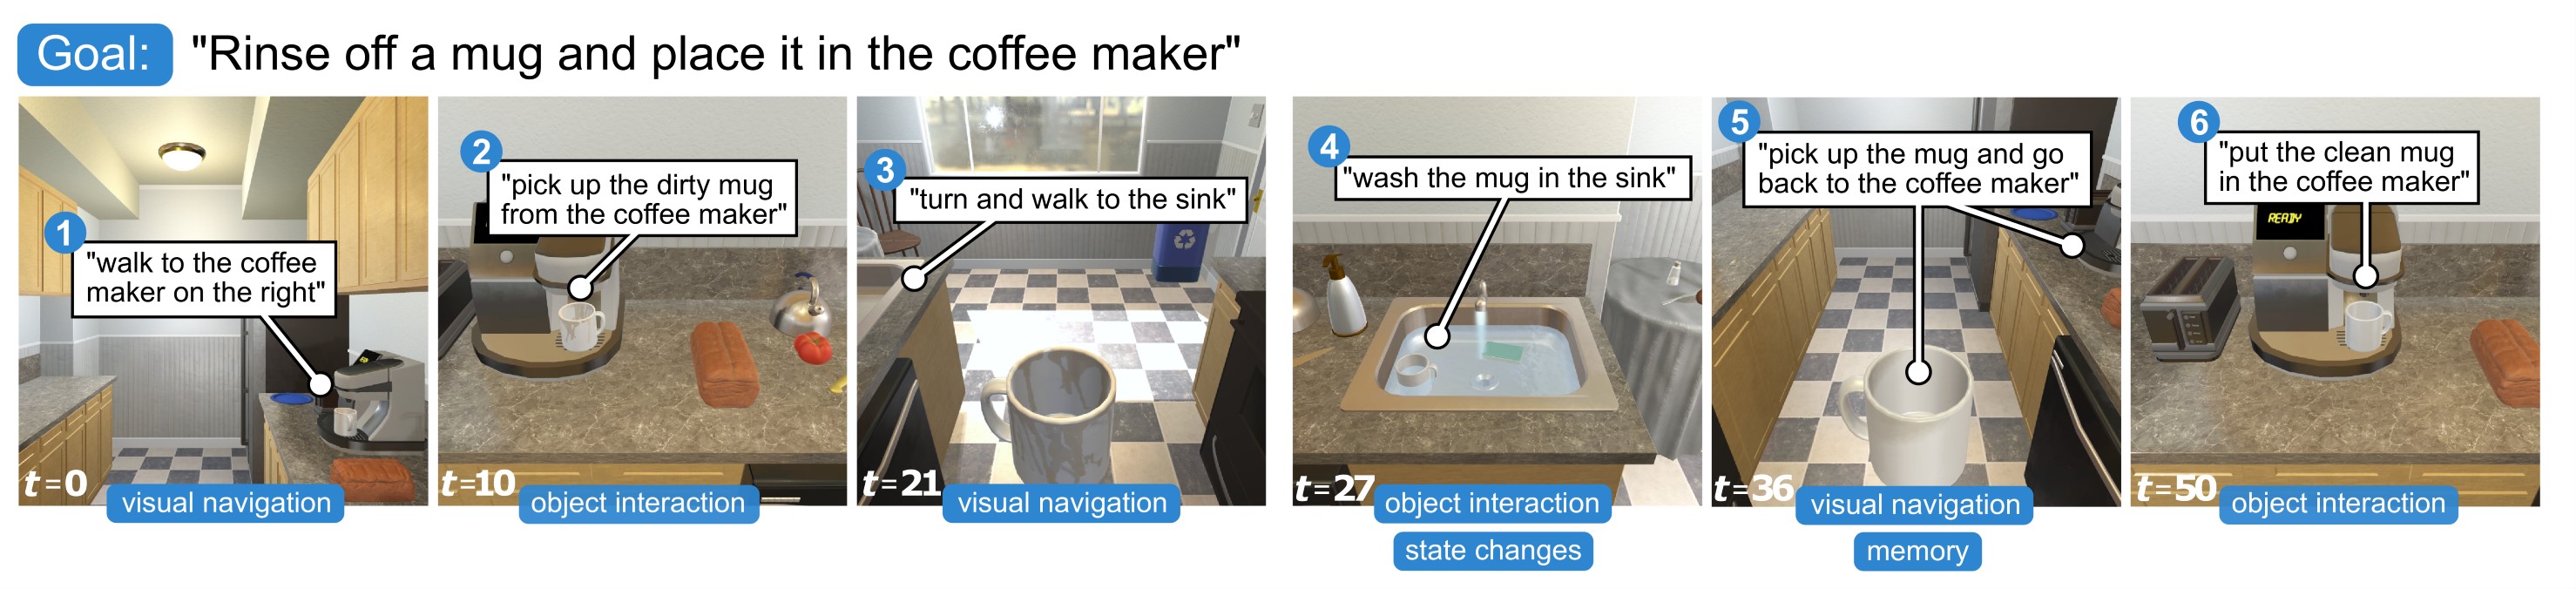 Goal: "Rinse off a mug and place it in the coffee maker"
1
"walk to the coffee
maker on the right"
t=0
visual navigation
2
"pick up the dirty mug
from the coffee maker"
t=10
object interaction
3
"turn and walk to the sink"
t=21
visual navigation
4
"wash the mug in the sink"
t=27
object interaction
state changes
5
"pick up the mug and go
back to the coffee maker"
t=36
visual navigation
memory
6
"put the clean mug
in the coffee maker"
READY
t=50
object interaction